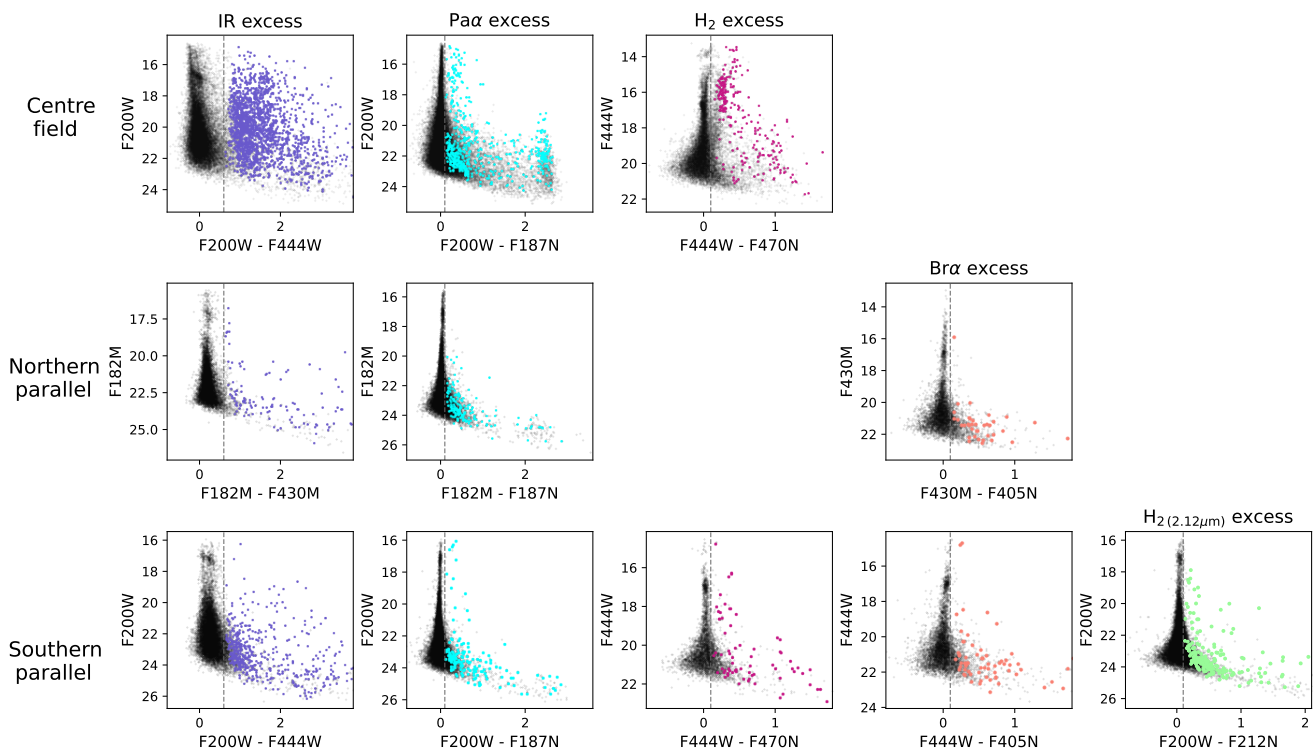 IR excess
Paα excess
H₂ excess
Centre
field
F200W
16
18
20
22
24
0
2
F200W - F444W
F200W
16
18
20
22
24
0
2
F200W - F187N
F444W
14
16
18
20
22
0
1
F444W - F470N
Brα excess
Northern
parallel
F182M
17.5
20.0
22.5
25.0
0
2
F182M - F430M
F182M
16
18
20
22
24
26
0
2
F182M - F187N
F430M
14
16
18
20
22
0
1
F430M - F405N
H₂ (2.12μm) excess
Southern
parallel
F200W
16
18
20
22
24
26
0
2
F200W - F444W
F200W
16
18
20
22
24
26
0
2
F200W - F187N
F444W
16
18
20
22
0
1
F444W - F470N
F444W
16
18
20
22
24
0
1
F444W - F405N
F200W
16
18
20
22
24
26
0
1
2
F200W - F212N